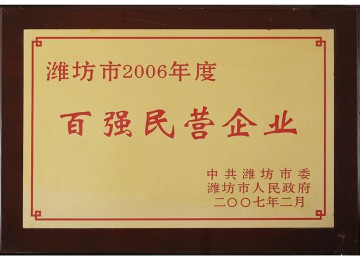 潍坊市2006年度
百强民营企业
中共潍坊市委
潍坊市人民政府
二〇〇七年二月